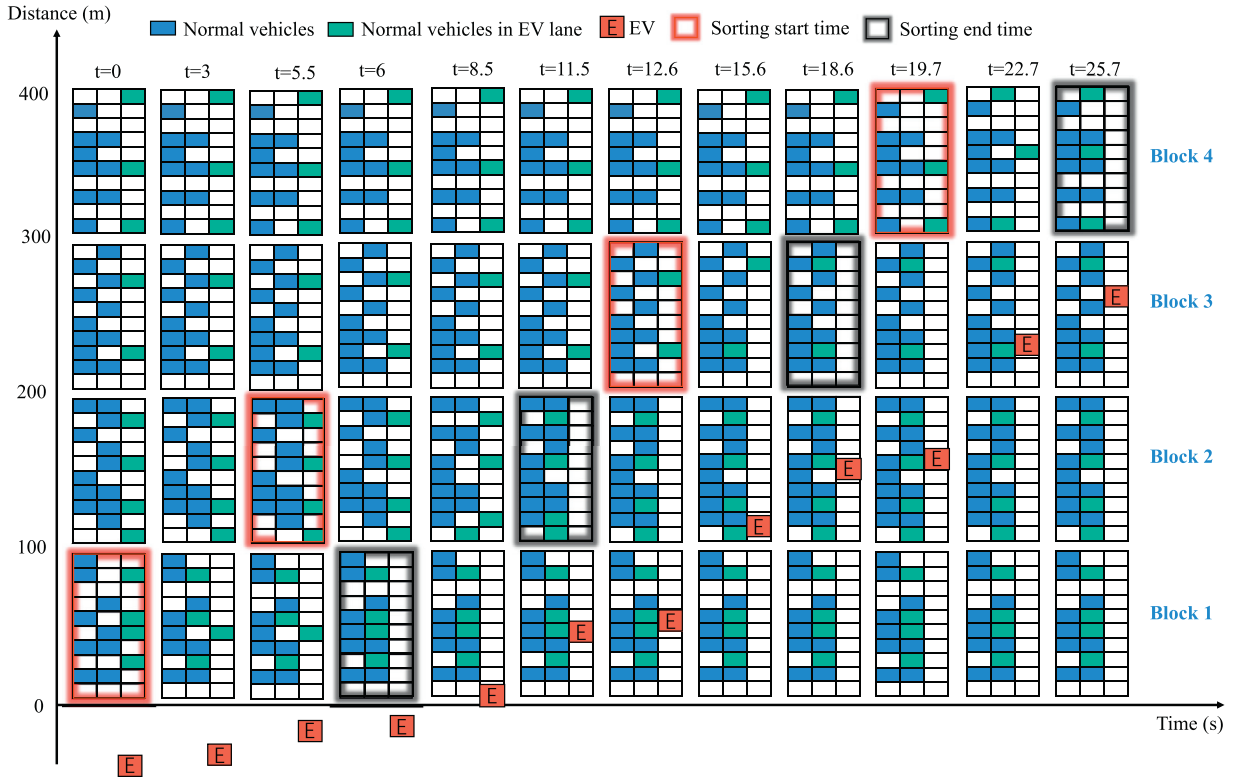 Distance (m)
Normal vehicles
Normal vehicles in EV lane
E EV
Sorting start time
Sorting end time
t=0 t=3 t=5.5 t=6 t=8.5 t=11.5 t=12.6 t=15.6 t=18.6 t=19.7 t=22.7 t=25.7
400
Block 4
300
E
Block 3
E
200
E
E
Block 2
E
100
Block 1
E
E
E
0
Time (s)
E
E
E
E